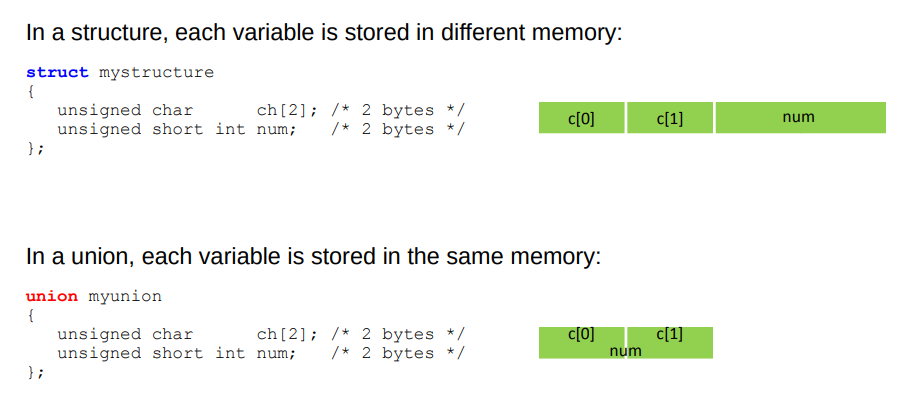 In a structure, each variable is stored in different memory:
struct mystructure
{
unsigned char ch[2]; /* 2 bytes */
unsigned short int num; /* 2 bytes */
};
c[0] c[1] num
In a union, each variable is stored in the same memory:
union myunion
{
unsigned char ch[2]; /* 2 bytes */
unsigned short int num; /* 2 bytes */
};
c[0] c[1]
num